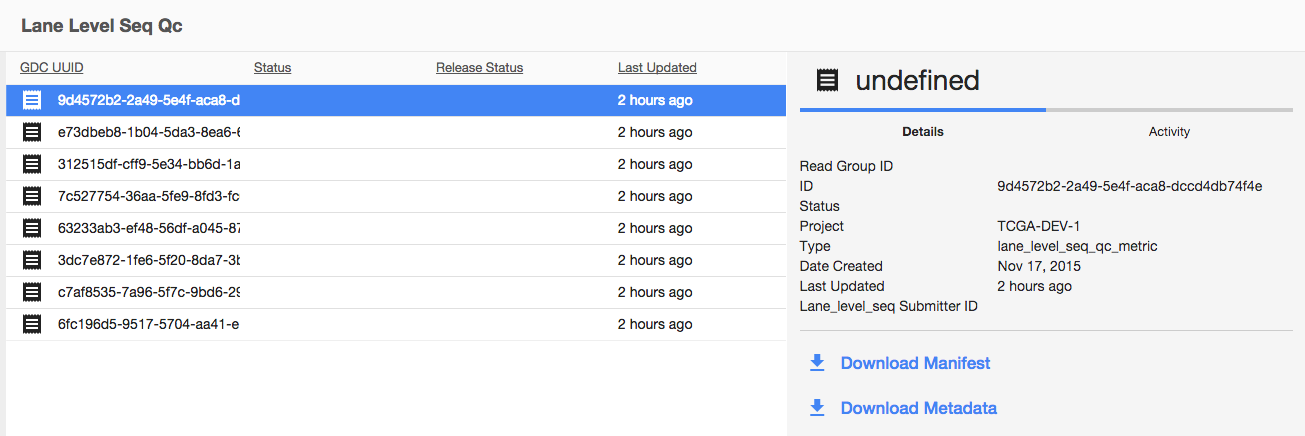 Lane Level Seq Qc
GDC UUID Status Release Status Last Updated
9d4572b2-2a49-5e4f-aca8-d 2 hours ago
e73dbeb8-1b04-5da3-8ea6-6 2 hours ago
312515df-cff9-5e34-bb6d-1a 2 hours ago
7c527754-36aa-5fe9-8fd3-fc 2 hours ago
63233ab3-ef48-56df-a045-87 2 hours ago
3dc7e872-1fe6-5f20-8da7-3b 2 hours ago
c7af8535-7a96-5f7c-9bd6-29 2 hours ago
6fc196d5-9517-5704-aa41-e 2 hours ago
undefined
Details Activity
Read Group ID
ID 9d4572b2-2a49-5e4f-aca8-dccd4db74f4e
Status
Project TCGA-DEV-1
Type lane_level_seq_qc_metric
Date Created Nov 17, 2015
Last Updated 2 hours ago
Lane_level_seq Submitter ID
Download Manifest
Download Metadata